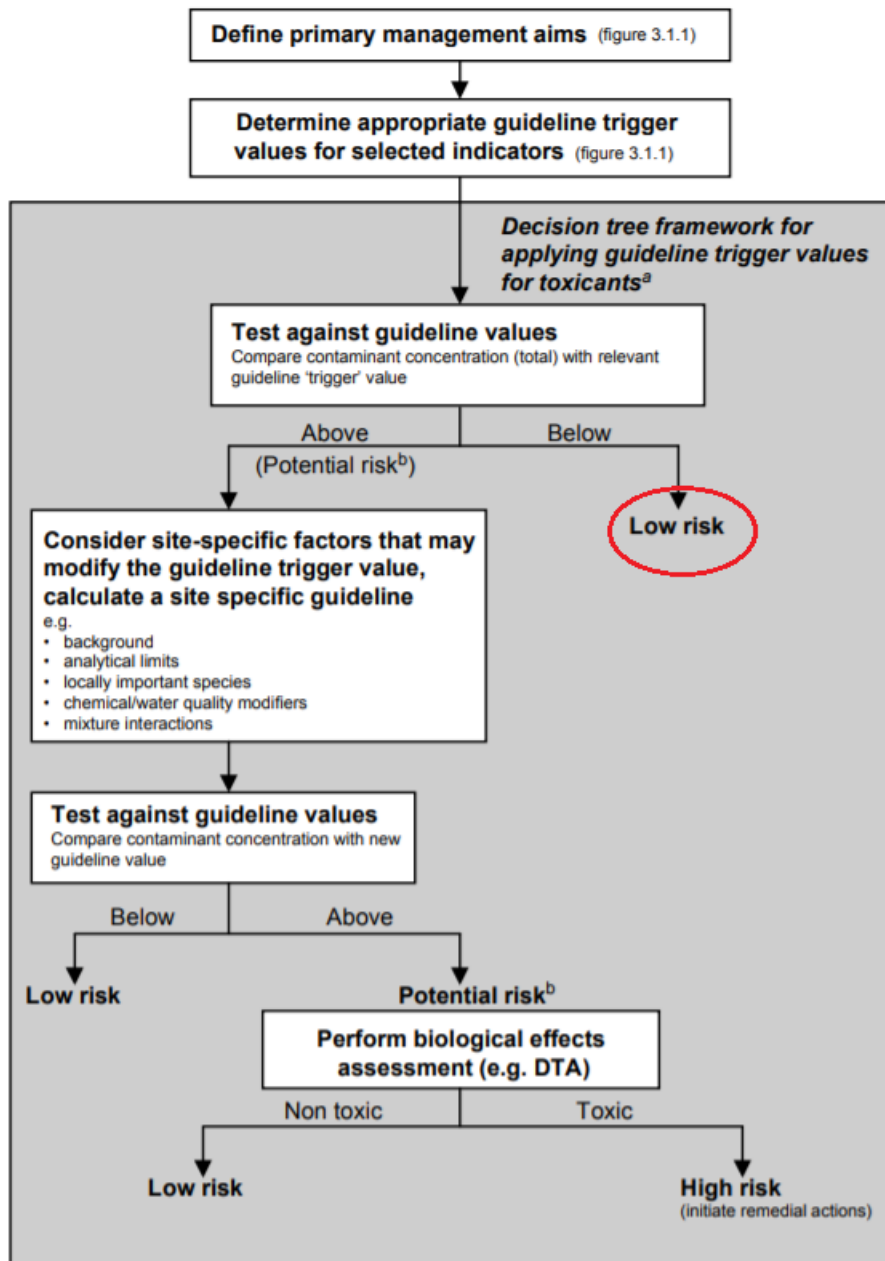 Define primary management aims (figure 3.1.1)
Determine appropriate guideline trigger
values for selected indicators (figure 3.1.1)
Decision tree framework for
applying guideline trigger values
for toxicantsᵃ
Test against guideline values
Compare contaminant concentration (total) with relevant
guideline ‘trigger’ value
Above
Below
(Potential riskᵇ)
Low risk
Consider site-specific factors that may
modify the guideline trigger value,
calculate a site specific guideline
e.g.
• background
• analytical limits
• locally important species
• chemical/water quality modifiers
• mixture interactions
Test against guideline values
Compare contaminant concentration with new
guideline value
Below
Above
Low risk
Potential riskᵇ
Perform biological effects
assessment (e.g. DTA)
Non toxic
Toxic
Low risk
High risk
(initiate remedial actions)